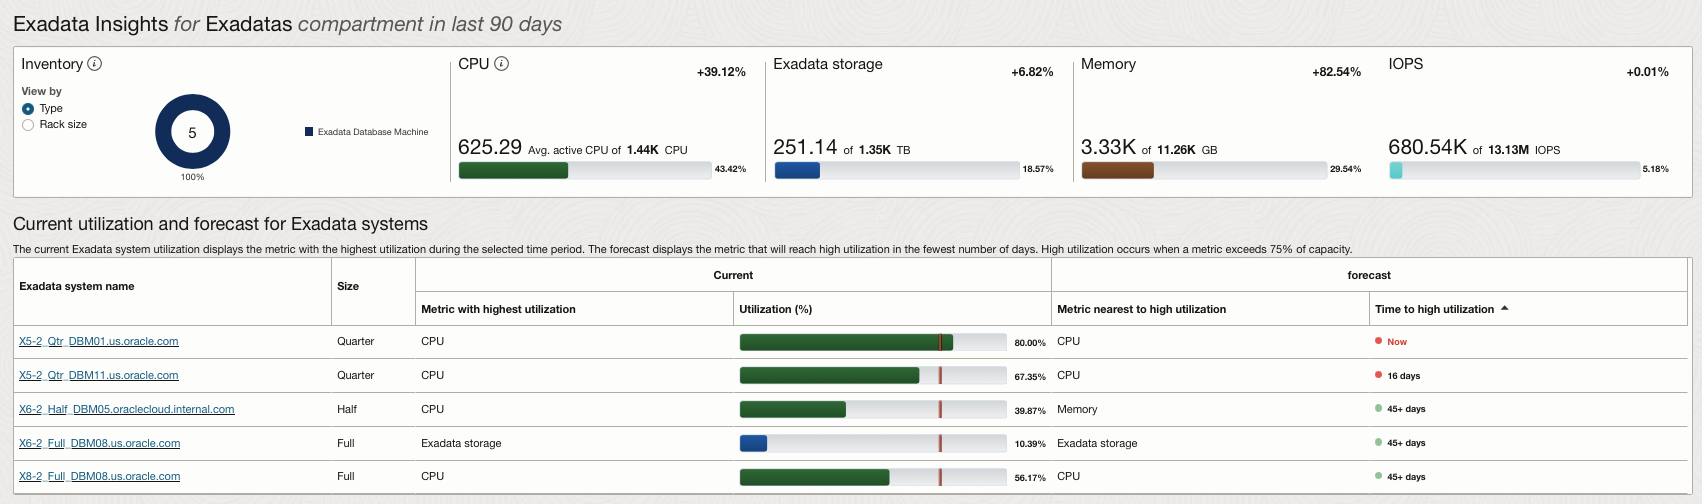 Exadata Insights for Exadatas compartment in last 90 days
Inventory
View by
Type
Rack size
5
100%
Exadata Database Machine
CPU
+39.12%
625.29 Avg. active CPU of 1.44K CPU
43.42%
Exadata storage
+6.82%
251.14 of 1.35K TB
18.57%
Memory
+82.54%
3.33K of 11.26K GB
29.54%
IOPS
+0.01%
680.54K of 13.13M IOPS
5.18%
Current utilization and forecast for Exadata systems
The current Exadata system utilization displays the metric with the highest utilization during the selected time period. The forecast displays the metric that will reach high utilization in the fewest number of days. High utilization occurs when a metric exceeds 75% of capacity.
Exadata system name Size Current forecast
Metric with highest utilization Utilization (%) Metric nearest to high utilization Time to high utilization
X5-2_Qtr_DBM01.us.oracle.com Quarter CPU 80.00% CPU Now
X5-2_Qtr_DBM11.us.oracle.com Quarter CPU 67.35% CPU 16 days
X6-2_Half_DBM05.oraclecloud.internal.com Half CPU 39.87% Memory 45+ days
X6-2_Full_DBM08.us.oracle.com Full Exadata storage 10.39% Exadata storage 45+ days
X8-2_Full_DBM08.us.oracle.com Full CPU 56.17% CPU 45+ days